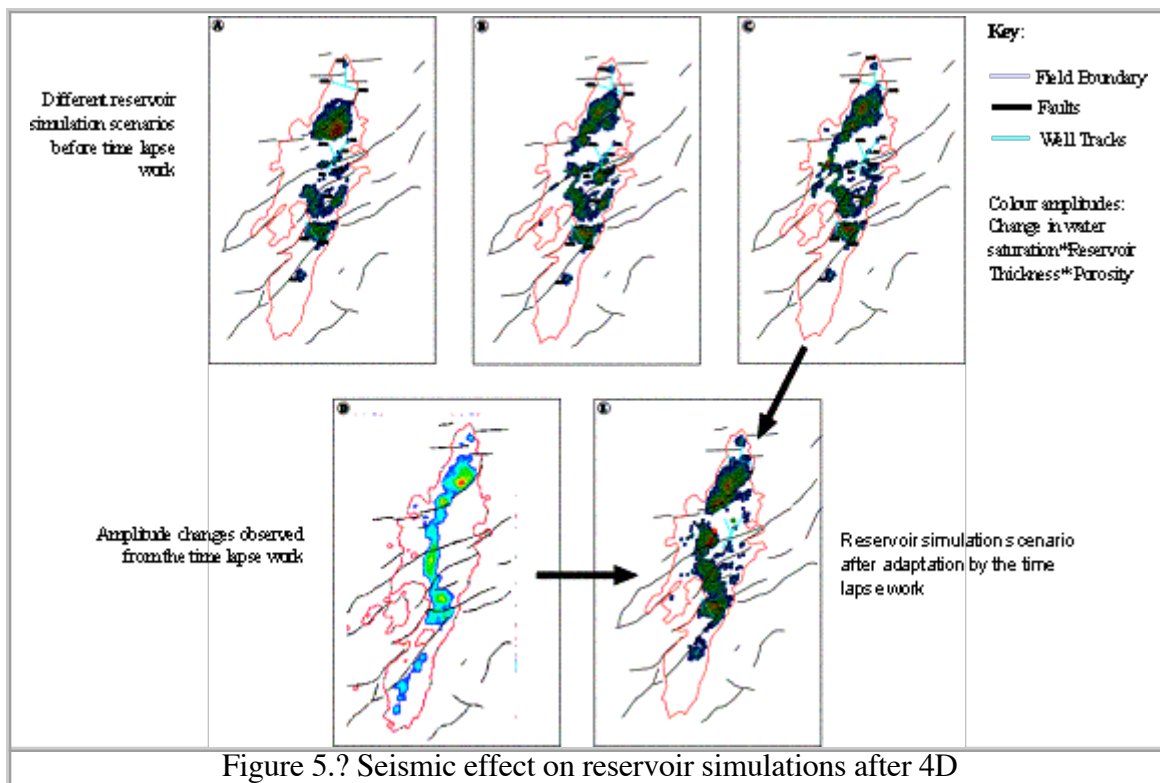 A
B
C
Key:
Field Boundary
Faults
Well Tracks
Different reservoir
simulation scenarios
before time lapse
work
Colour amplitudes:
Change in water
saturation*Reservoir
Thickness*Porosity
D
E
Amplitude changes observed
from the time lapse work
Reservoir simulation scenario
after adaptation by the time
lapse work
Figure 5.? Seismic effect on reservoir simulations after 4D